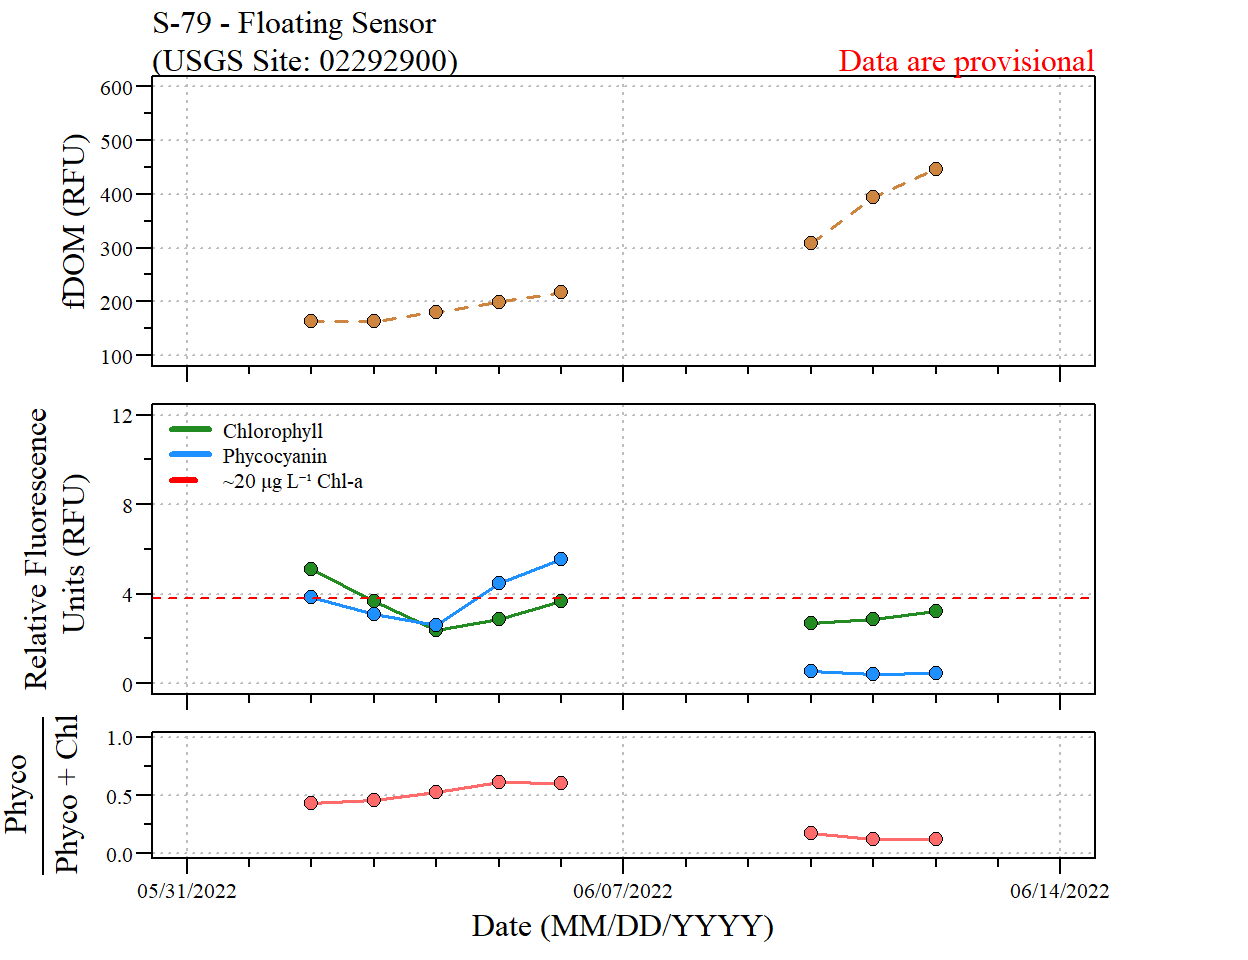 S-79 - Floating Sensor
(USGS Site: 02292900)
Data are provisional
600
500
400
300
200
100
fDOM (RFU)
12
8
4
0
Relative Fluorescence
Units (RFU)
Chlorophyll
Phycocyanin
~20 μg L⁻¹ Chl-a
1.0
0.5
0.0
Phyco
Phyco + Chl
05/31/2022
06/07/2022
06/14/2022
Date (MM/DD/YYYY)